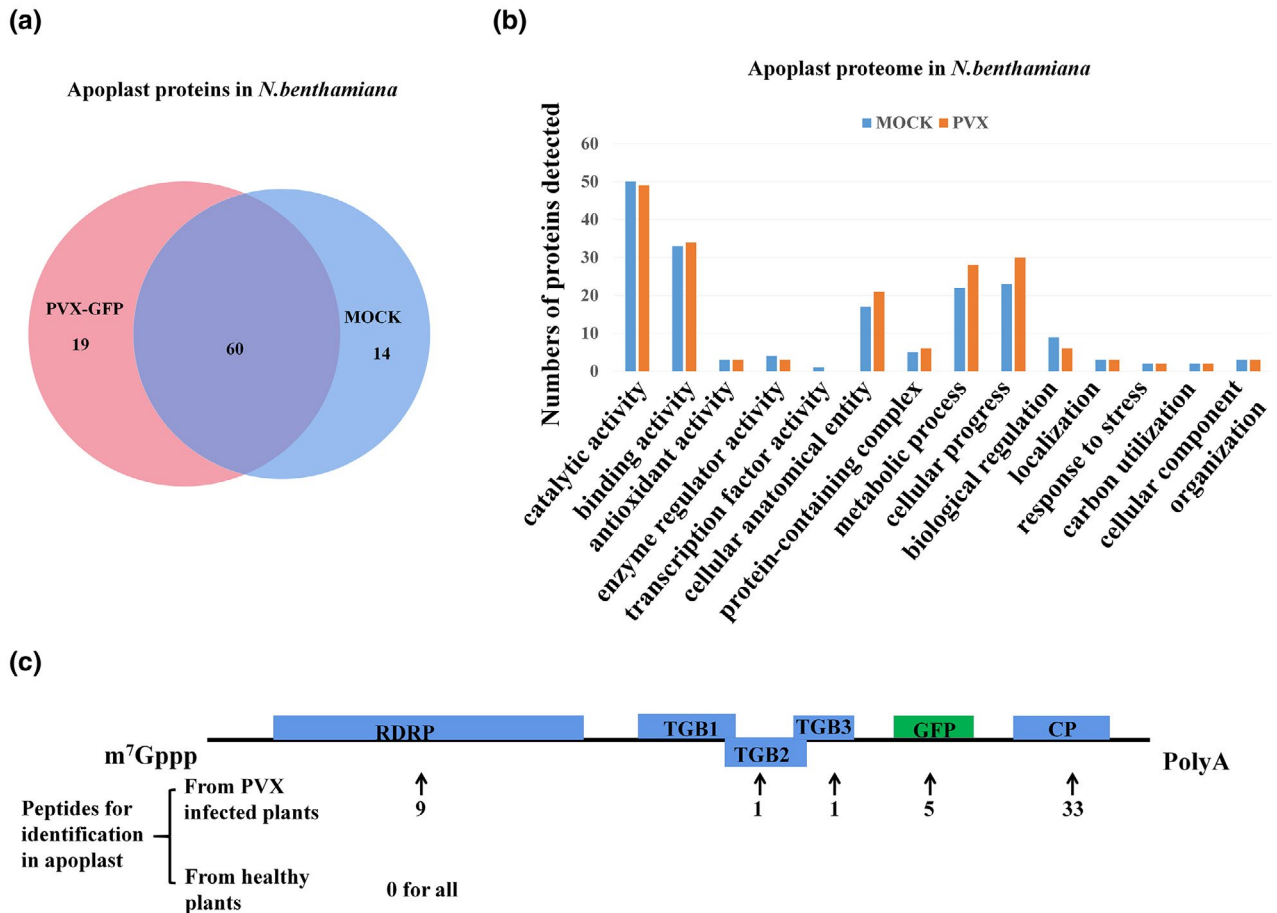 (a)
Apoplast proteins in N.benthamiana
PVX-GFP
19
60
MOCK
14
(b)
Apoplast proteome in N.benthamiana
MOCK PVX
Numbers of proteins detected
60
50
40
30
20
10
0
catalytic activity
binding activity
antioxidant activity
enzyme regulator activity
transcription factor activity
cellular anatomical entity
protein-containing complex
metabolic process
cellular progress
biological regulation
localization
response to stress
carbon utilization
cellular component
organization
(c)
RDRP TGB1 TGB3 GFP CP
m⁷Gppp TGB2 PolyA
Peptides for
identification
in apoplast
From PVX
infected plants
9 1 1 5 33
From healthy
plants
0 for all